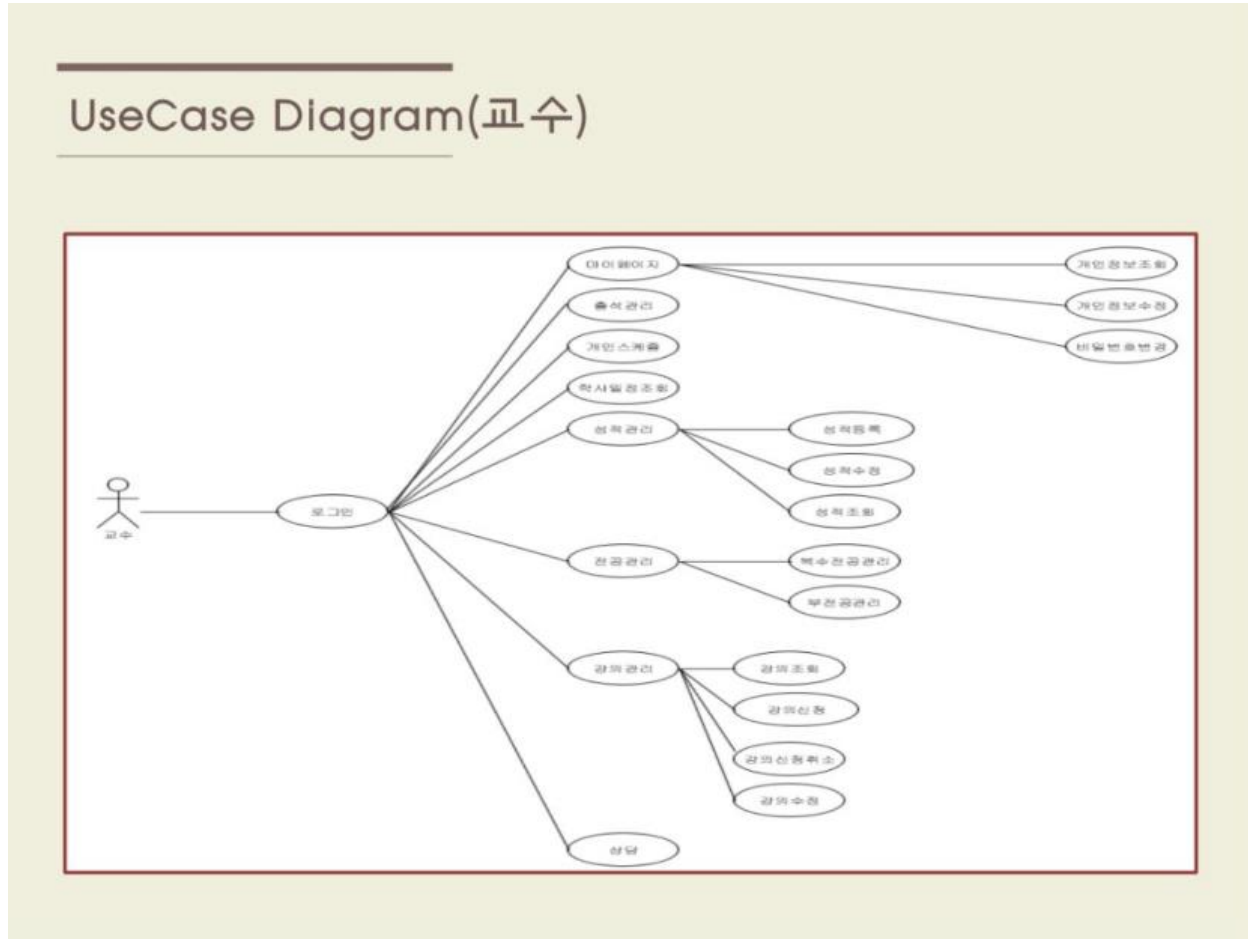 UseCase Diagram(교수)
마이페이지
개인정보조회
출석관리
개인정보수정
개인스케줄
비밀번호변경
학사일정조회
성적관리
성적등록
성적수정
교수
로그인
성적조회
전공관리
복수전공관리
부전공관리
강의관리
강의조회
강의신청
강의신청취소
강의수정
상담